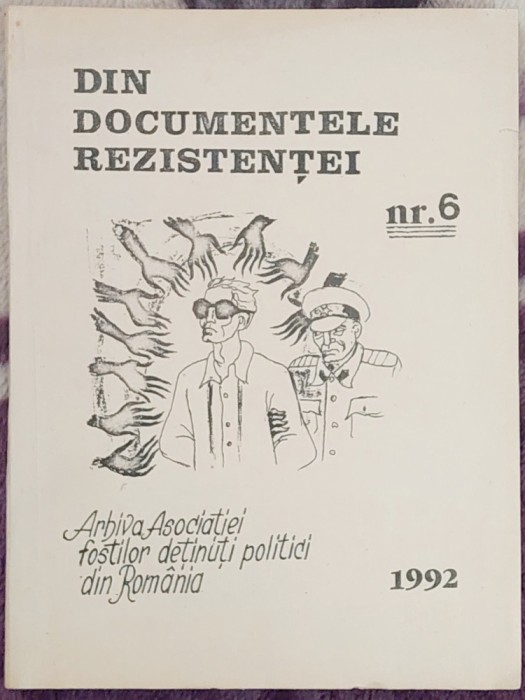 DIN
DOCUMENTELE
REZISTENȚEI
nr.6
Arhiva Asociației
foștilor deținuți politici
din România
1992